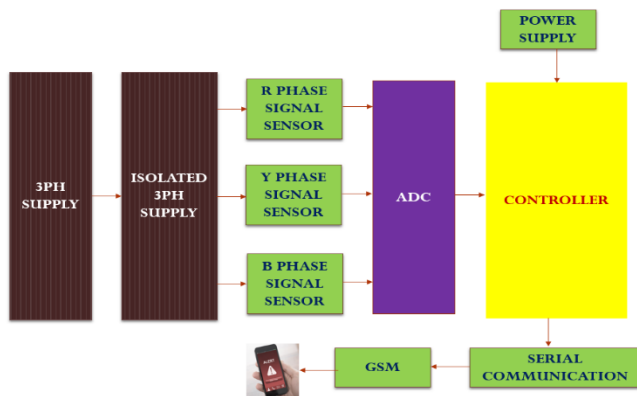 POWER
SUPPLY
3PH
SUPPLY
ISOLATED
3PH
SUPPLY
R PHASE
SIGNAL
SENSOR
Y PHASE
SIGNAL
SENSOR
B PHASE
SIGNAL
SENSOR
ADC
CONTROLLER
SERIAL
COMMUNICATION
GSM
ALERT